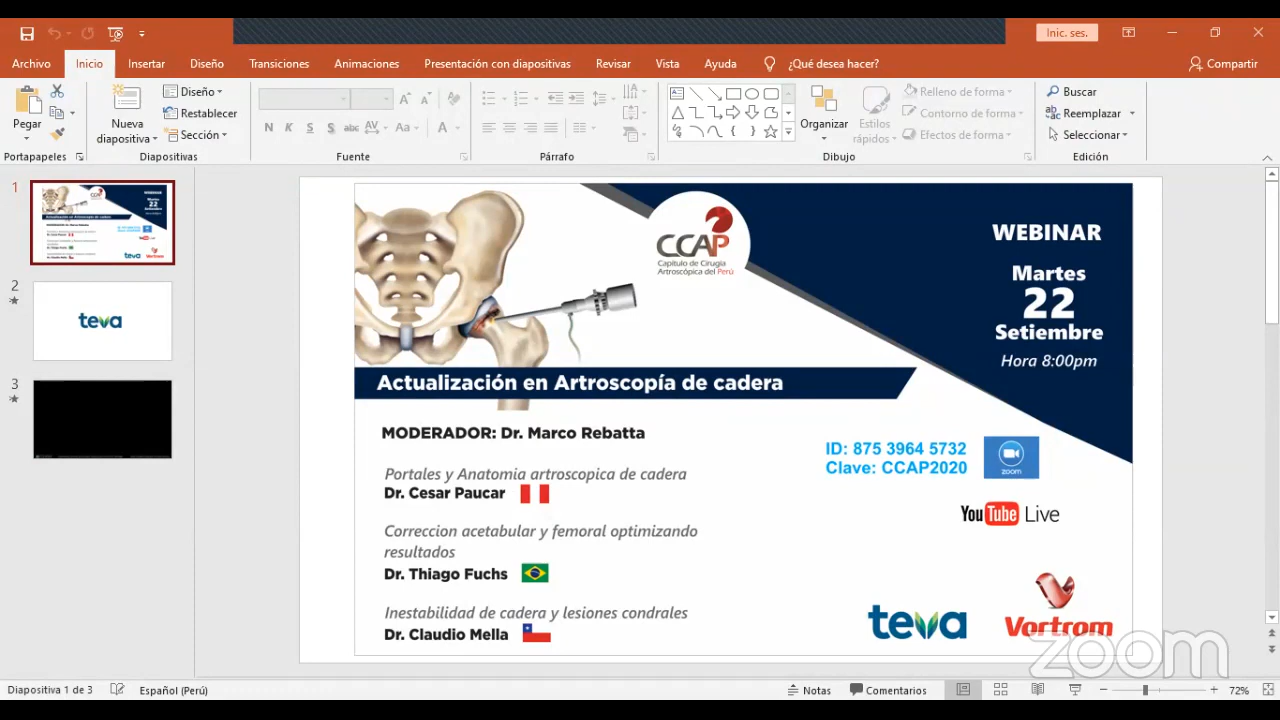 Inic. ses.
Archivo
Inicio
Insertar
Diseño
Transiciones
Animaciones
Presentación con diapositivas
Revisar
Vista
Ayuda
¿Qué desea hacer?
Compartir
Pegar
Nueva
diapositiva
Diseño
Restablecer
Sección
N K S S abc AV Aa A
Organizar
Estilos
rápidos
Relleno de forma
Contorno de forma
Efectos de forma
Buscar
Reemplazar
Seleccionar
Portapapeles
Diapositivas
Fuente
Párrafo
Dibujo
Edición
1
2
teva
3
CCAP
Capítulo de Cirugía
Artroscópica del Perú
WEBINAR
Martes
22
Setiembre
Hora 8:00pm
Actualización en Artroscopía de cadera
MODERADOR: Dr. Marco Rebatta
Portales y Anatomia artroscopica de cadera
Dr. Cesar Paucar
Correccion acetabular y femoral optimizando
resultados
Dr. Thiago Fuchs
Inestabilidad de cadera y lesiones condrales
Dr. Claudio Mella
ID: 875 3964 5732
Clave: CCAP2020
zoom
YouTube Live
teva
Vortrom
zoom
Diapositiva 1 de 3
Español (Perú)
Notas
Comentarios
72%